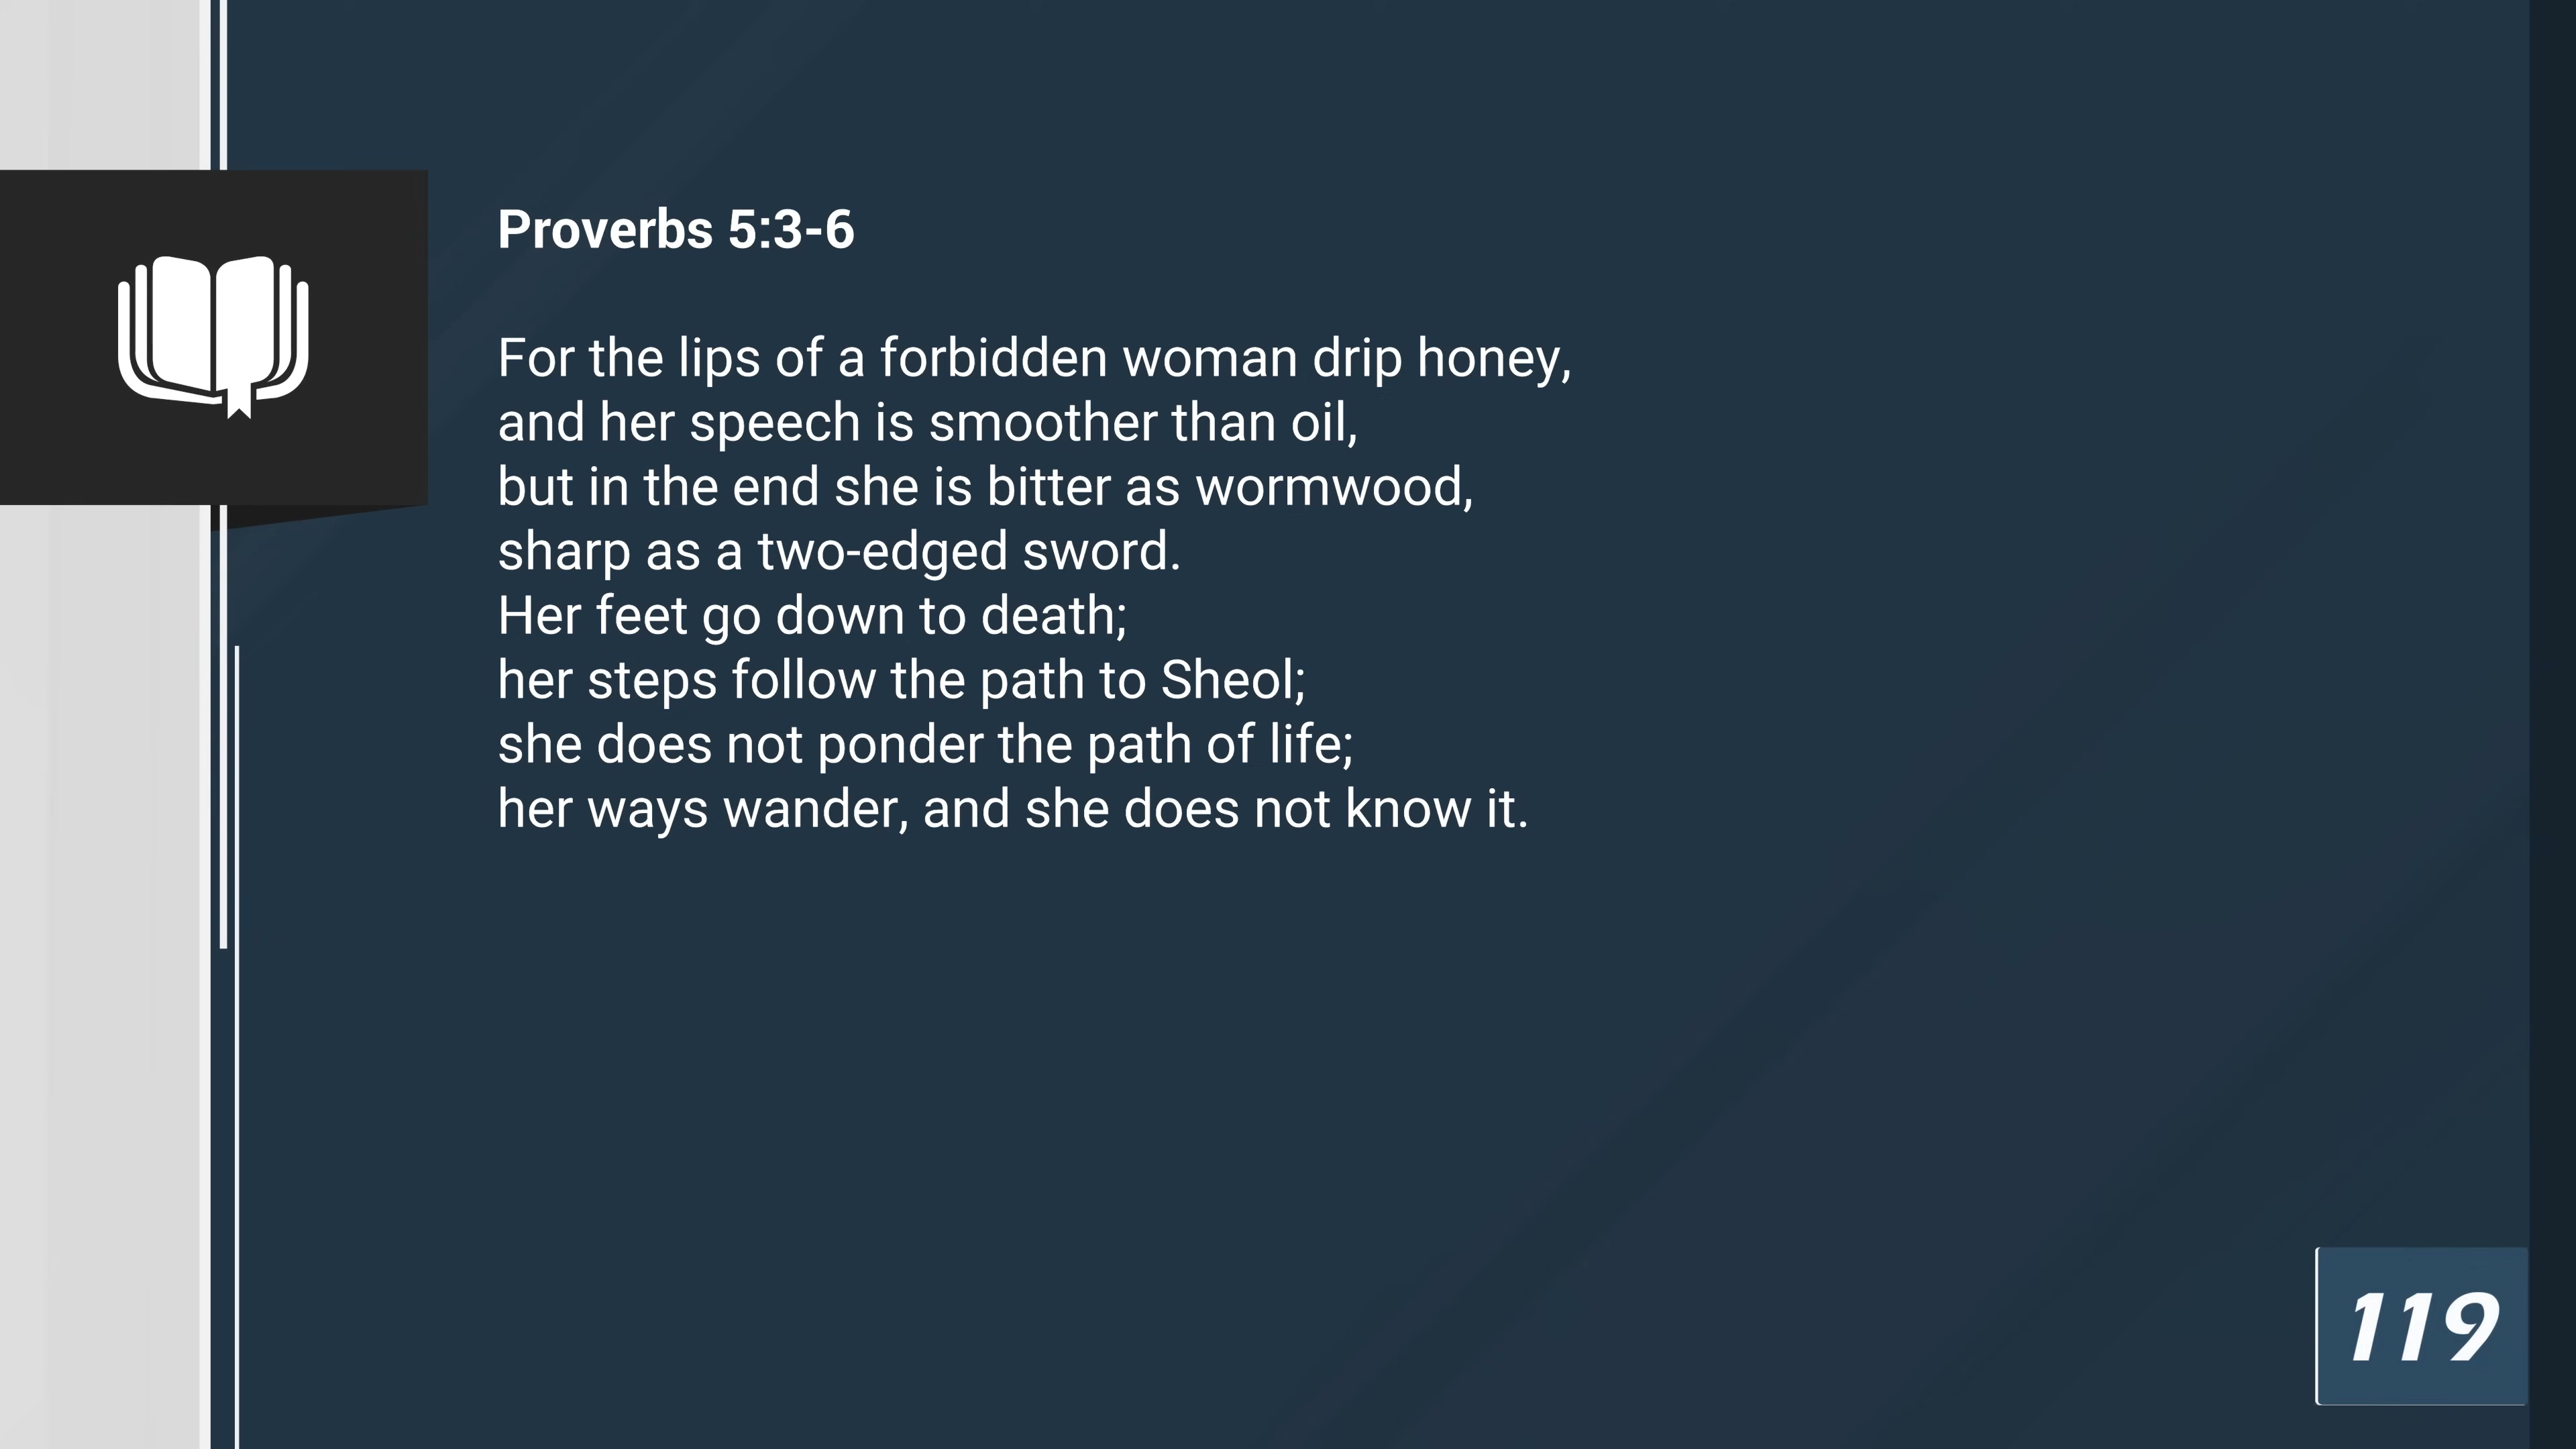 Proverbs 5:3-6
For the lips of a forbidden woman drip honey,
and her speech is smoother than oil,
but in the end she is bitter as wormwood,
sharp as a two-edged sword.
Her feet go down to death;
her steps follow the path to Sheol;
she does not ponder the path of life;
her ways wander, and she does not know it.
119